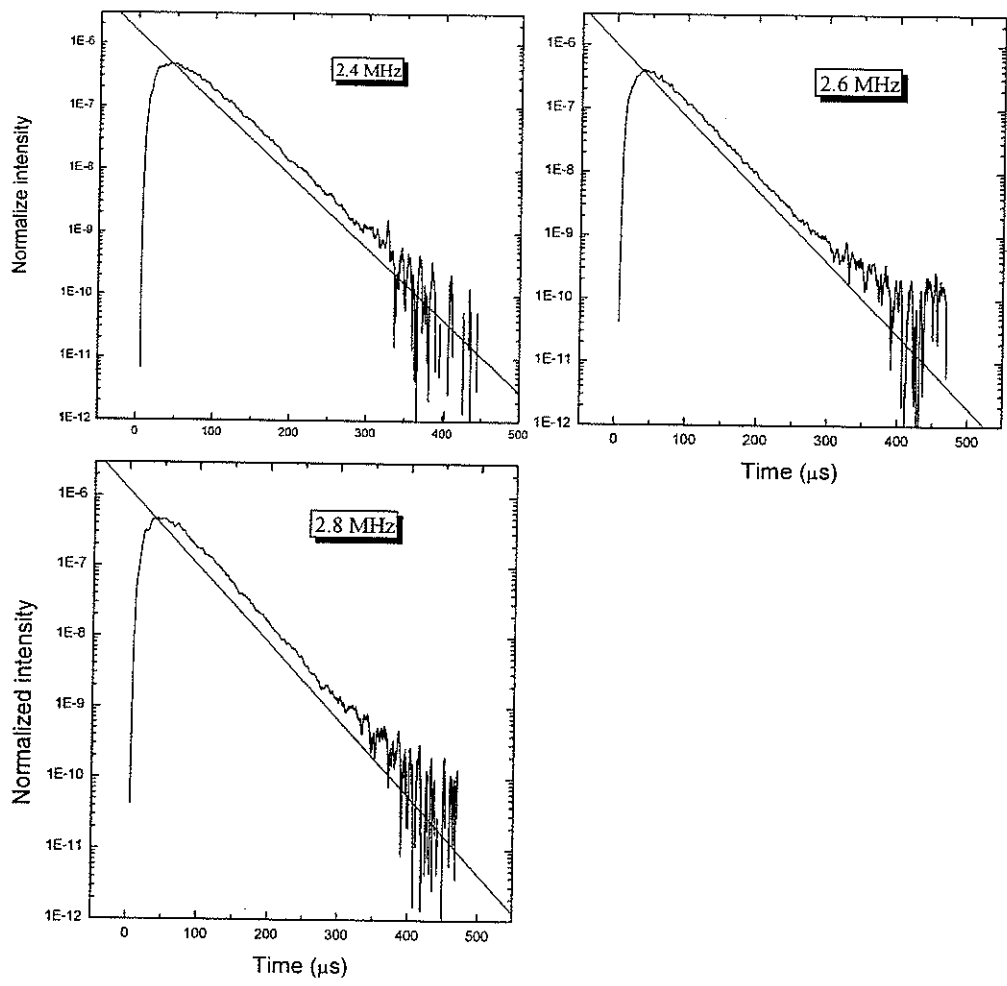 1E-6
1E-7
1E-8
1E-9
1E-10
1E-11
1E-12
Normalize intensity
2.4 MHz
0 100 200 300 400 500
1E-6
1E-7
1E-8
1E-9
1E-10
1E-11
1E-12
2.6 MHz
0 100 200 300 400 500
Time (μs)
1E-6
1E-7
1E-8
1E-9
1E-10
1E-11
1E-12
Normalized intensity
2.8 MHz
0 100 200 300 400 500
Time (μs)